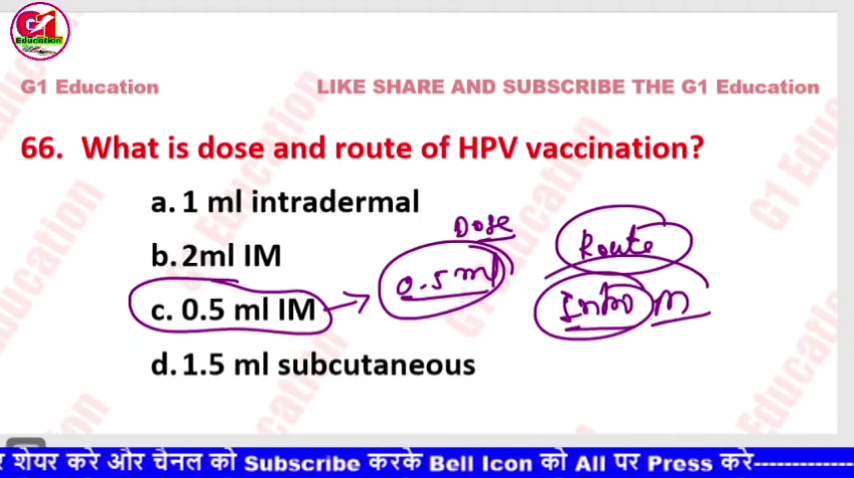 G1
Education
G1 Education LIKE SHARE AND SUBSCRIBE THE G1 Education
66. What is dose and route of HPV vaccination?
a. 1 ml intradermal
b. 2ml IM
c. 0.5 ml IM
d. 1.5 ml subcutaneous
Dose
0.5 ml
Route
Intra M
र शेयर करे और चैनल को Subscribe करके Bell Icon को All पर Press करे-------------